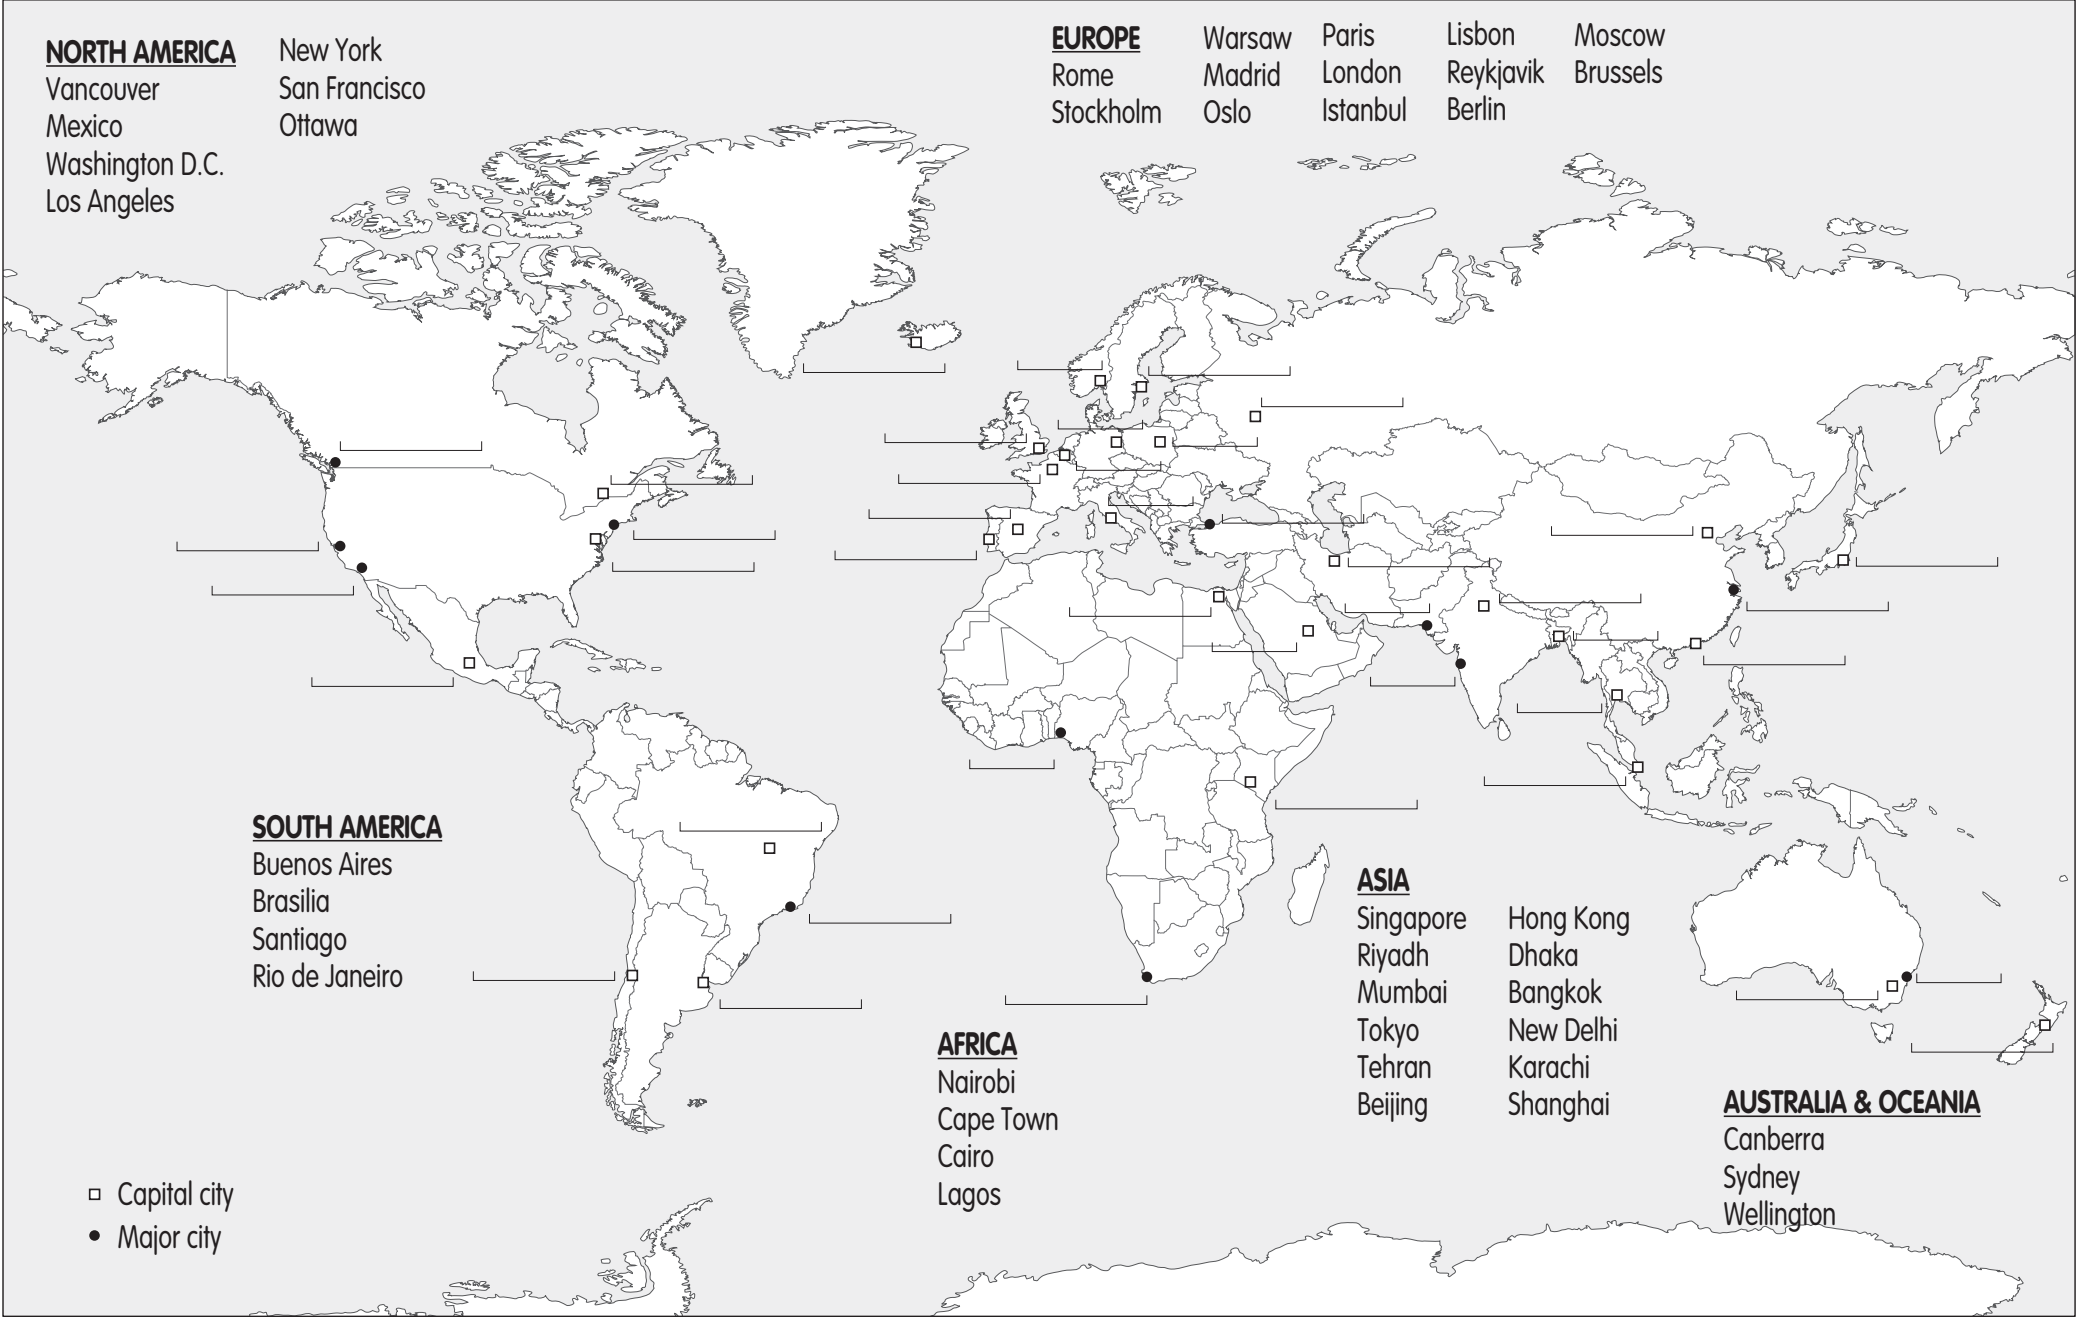 NORTH AMERICA
Vancouver
Mexico
Washington D.C.
Los Angeles
New York
San Francisco
Ottawa
EUROPE
Rome
Stockholm
Warsaw
Madrid
Oslo
Paris
London
Istanbul
Lisbon
Reykjavik
Berlin
Moscow
Brussels
SOUTH AMERICA
Buenos Aires
Brasilia
Santiago
Rio de Janeiro
AFRICA
Nairobi
Cape Town
Cairo
Lagos
ASIA
Singapore
Riyadh
Mumbai
Tokyo
Tehran
Beijing
Hong Kong
Dhaka
Bangkok
New Delhi
Karachi
Shanghai
AUSTRALIA & OCEANIA
Canberra
Sydney
Wellington
Capital city
Major city